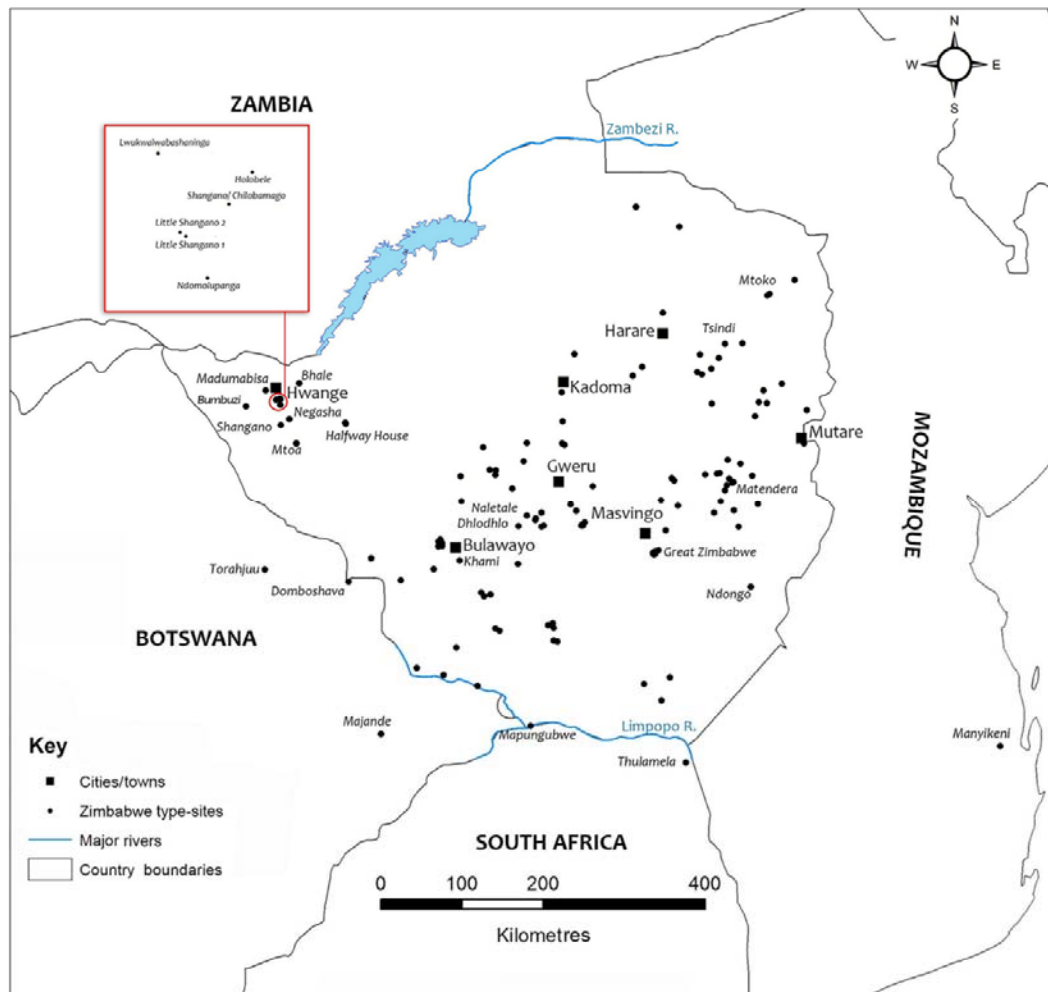 N
W
E
S
ZAMBIA
Zambezi R.
Lwukwalwabashaninga
Holobele
Shangano/ Chilobamago
Little Shangano 2
Little Shangano 1
Ndomolupanga
Mtoko
Harare
Tsindi
Madumabisa
Bhale
Hwange
Kadoma
Bumbuzi
Negasha
Shangano
Halfway House
Mtoa
Mutare
MOZAMBIQUE
Gweru
Matendera
Naletale
Dhlodhlo
Masvingo
Bulawayo
Khami
Great Zimbabwe
Torahjuu
Domboshava
Ndongo
BOTSWANA
Majande
Mapungubwe
Limpopo R.
Manyikeni
Thulamela
Key
Cities/towns
Zimbabwe type-sites
Major rivers
Country boundaries
SOUTH AFRICA
0 100 200 400
Kilometres